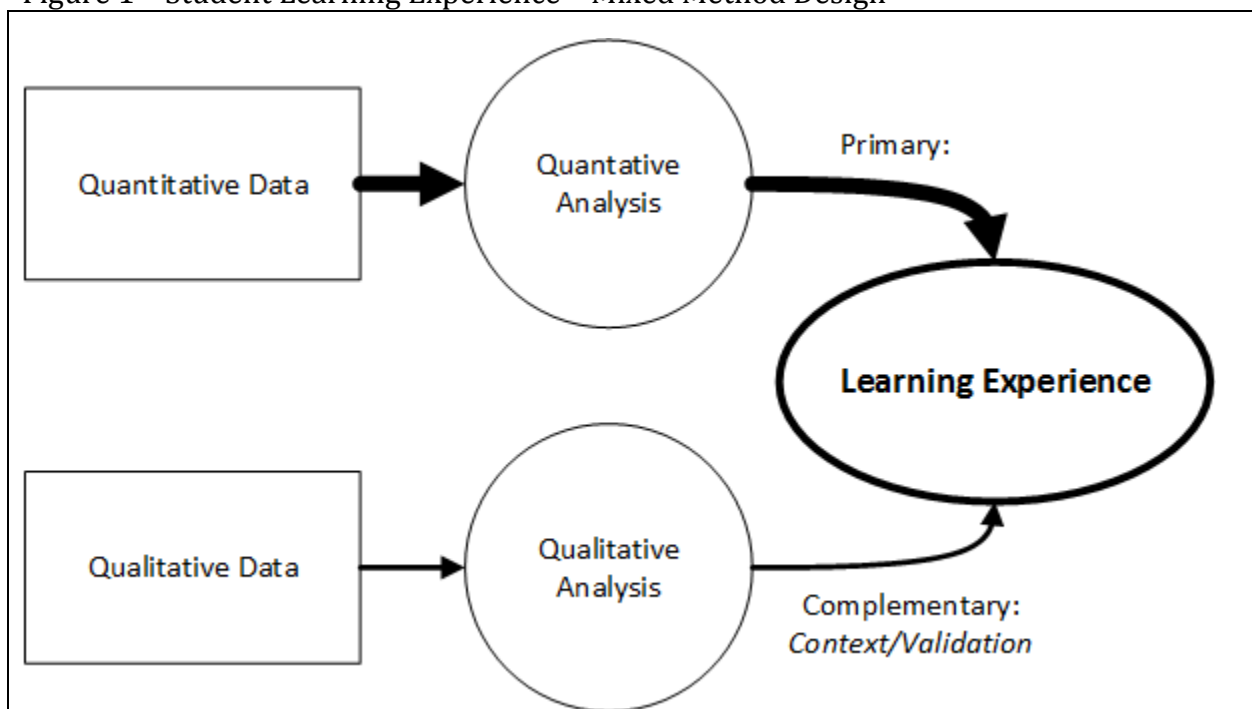 Figure 1 – Student Learning Experience – Mixed Method Design
Quantitative Data
Quantative
Analysis
Primary:
Learning Experience
Qualitative Data
Qualitative
Analysis
Complementary:
Context/Validation